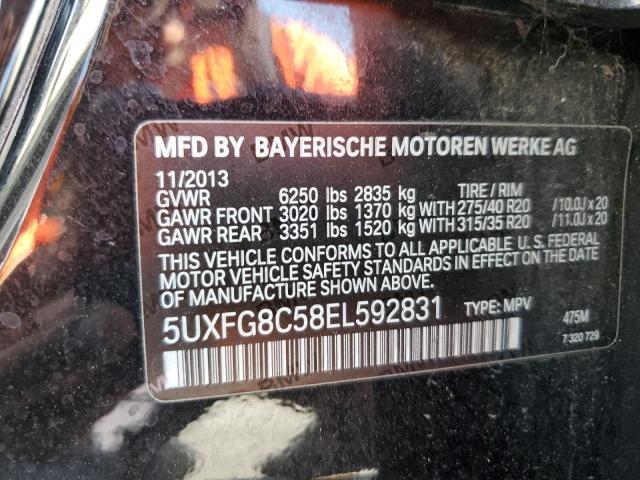 MFD BY BAYERISCHE MOTOREN WERKE AG
11/2013 TIRE / RIM
GVWR 6250 lbs 2835 kg
GAWR FRONT 3020 lbs 1370 kg WITH 275/40 R20 /10.0J x 20
GAWR REAR 3351 lbs 1520 kg WITH 315/35 R20 /11.0J x 20
THIS VEHICLE CONFORMS TO ALL APPLICABLE U. S. FEDERAL
MOTOR VEHICLE SAFETY STANDARDS IN EFFECT ON THE DATE
OF MANUFACTURE SHOWN ABOVE.
5UXFG8C58EL592831 TYPE: MPV 475M
7 320 729